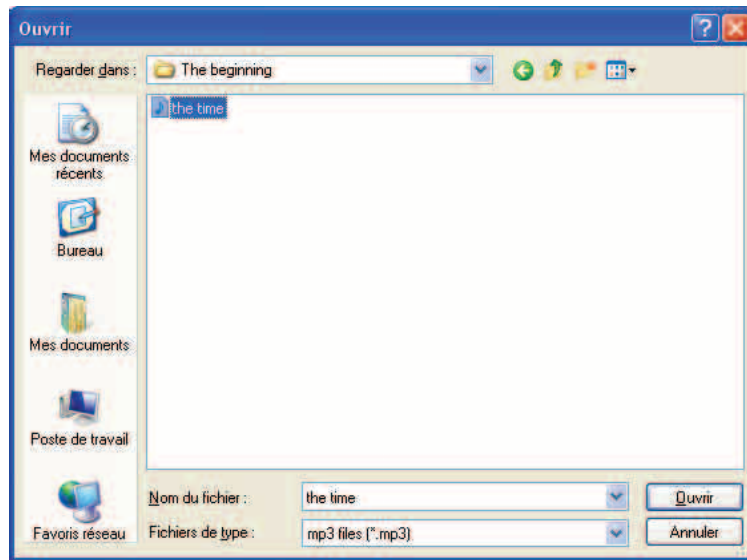 Ouvrir
Regarder dans :
The beginning
the time
Mes documents
récents
Bureau
Mes documents
Poste de travail
Favoris réseau
Nom du fichier :
the time
Ouvrir
Fichiers de type :
mp3 files (*.mp3)
Annuler